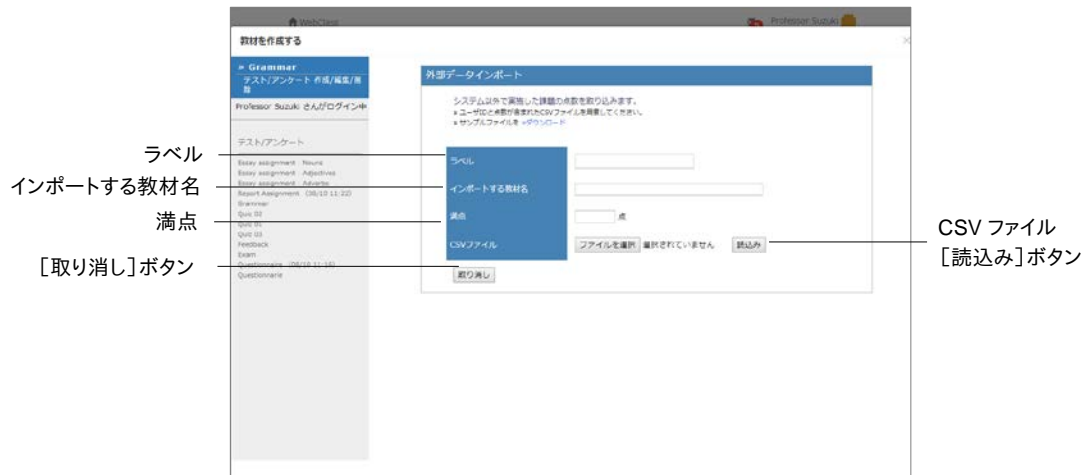 WebClass
Professor Suzuki
教材を作成する
» Grammar
テスト/アンケート 作成/編集/削除
Professor Suzuki さんがログイン中
テスト/アンケート
Essay assignment : Nouns
Essay assignment : Adjectives
Essay assignment : Adverbs
Report Assignment (08/10 11:22)
Grammar
Quiz 02
Quiz 01
Quiz 03
Feedback
Exam
Questionnaire (08/10 11:16)
Questionnarie
外部データインポート
システム以外で実施した課題の点数を取り込みます。
» ユーザIDと点数が含まれたCSVファイルを用意してください。
» サンプルファイルを »ダウンロード
ラベル
インポートする教材名
満点
点
CSVファイル
ファイルを選択 選択されていません
読込み
取り消し
ラベル
インポートする教材名
満点
［取り消し］ボタン
CSV ファイル
［読込み］ボタン